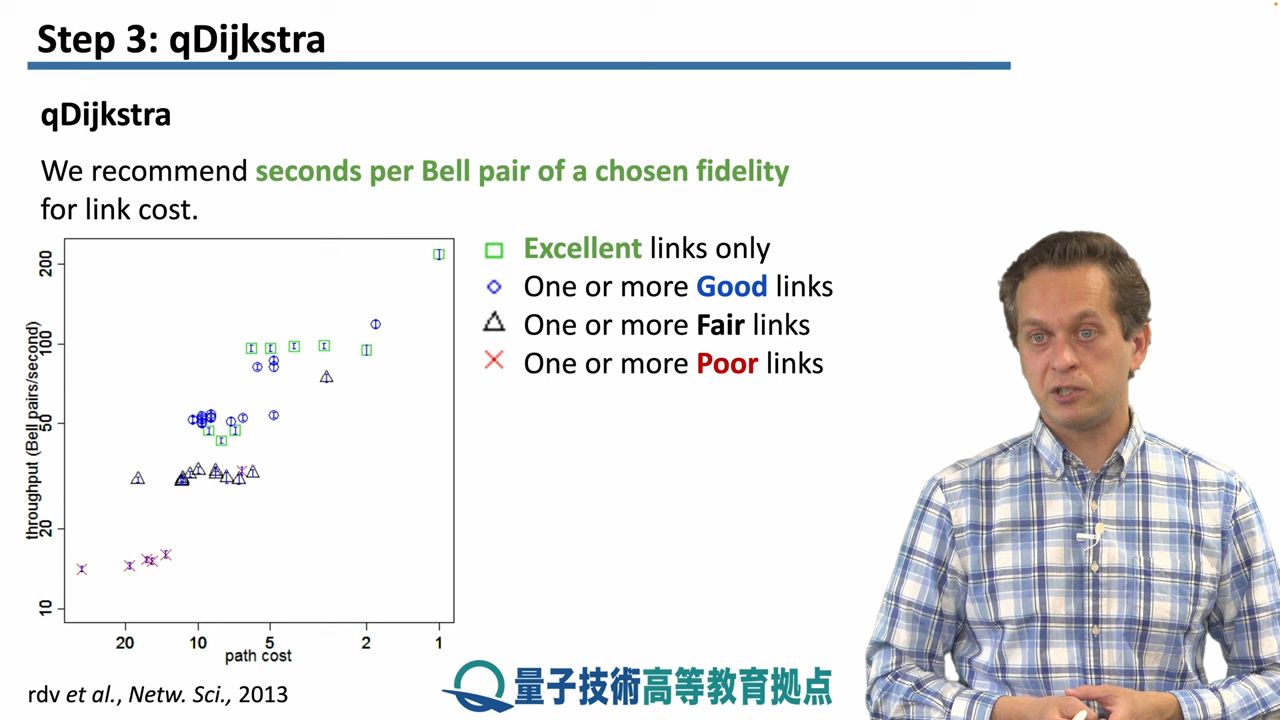 Step 3: qDijkstra
qDijkstra
We recommend seconds per Bell pair of a chosen fidelity
for link cost.
Excellent links only
One or more Good links
One or more Fair links
One or more Poor links
throughput (Bell pairs/second)
200
100
50
20
10
20 10 5 2 1
path cost
rdv et al., Netw. Sci., 2013
量子技術高等教育拠点